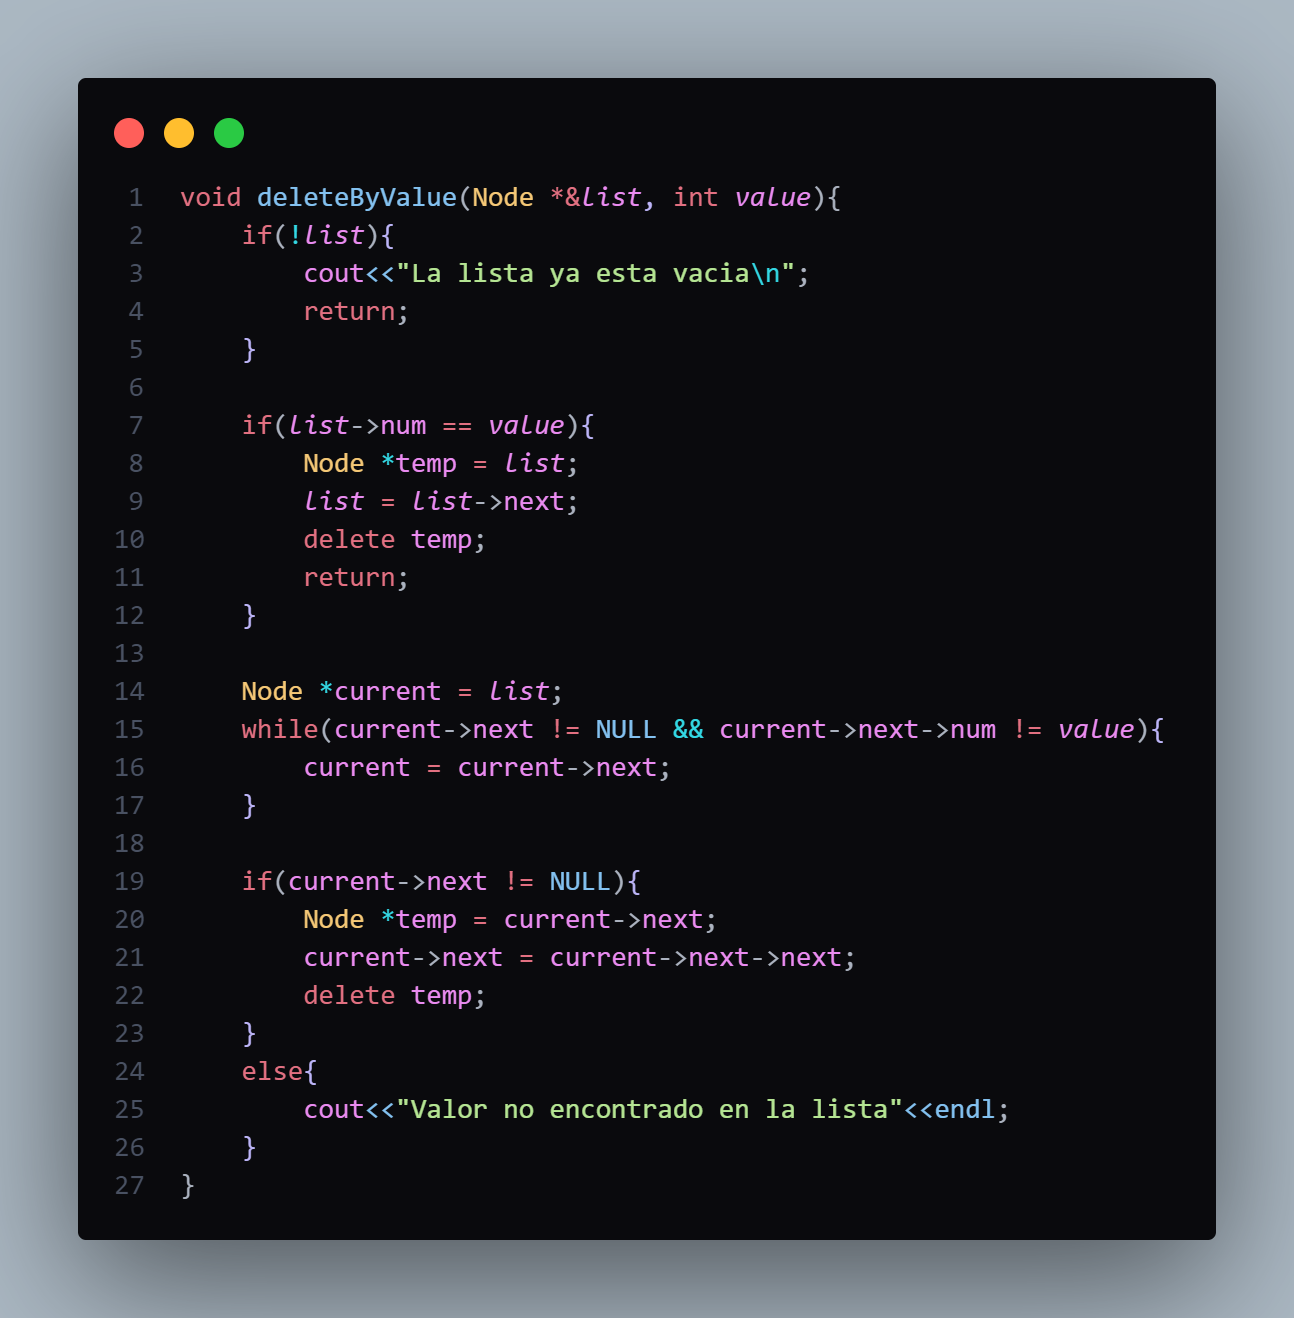 1 void deleteByValue(Node *&list, int value){
2     if(!list){
3         cout<<"La lista ya esta vacia\n";
4         return;
5     }
6
7     if(list->num == value){
8         Node *temp = list;
9         list = list->next;
10         delete temp;
11         return;
12     }
13
14     Node *current = list;
15     while(current->next != NULL && current->next->num != value){
16         current = current->next;
17     }
18
19     if(current->next != NULL){
20         Node *temp = current->next;
21         current->next = current->next->next;
22         delete temp;
23     }
24     else{
25         cout<<"Valor no encontrado en la lista"<<endl;
26     }
27 }